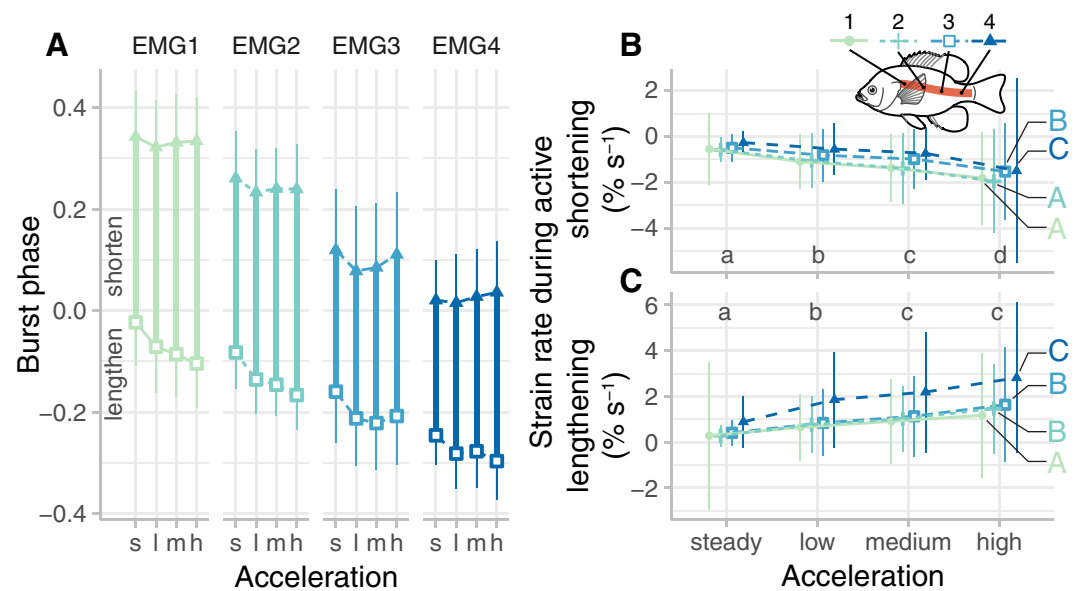 A
EMG1 EMG2 EMG3 EMG4
Burst phase
0.4
0.2
0.0
−0.2
−0.4
shorten
lengthen
s l m h s l m h s l m h s l m h
Acceleration
B
1 2 3 4
Strain rate during active
shortening
(% s⁻¹)
2
0
−2
−4
B
C
A
A
a b c d
C
lengthening
(% s⁻¹)
6
4
2
0
−2
a b c c
C
B
B
A
steady low medium high
Acceleration